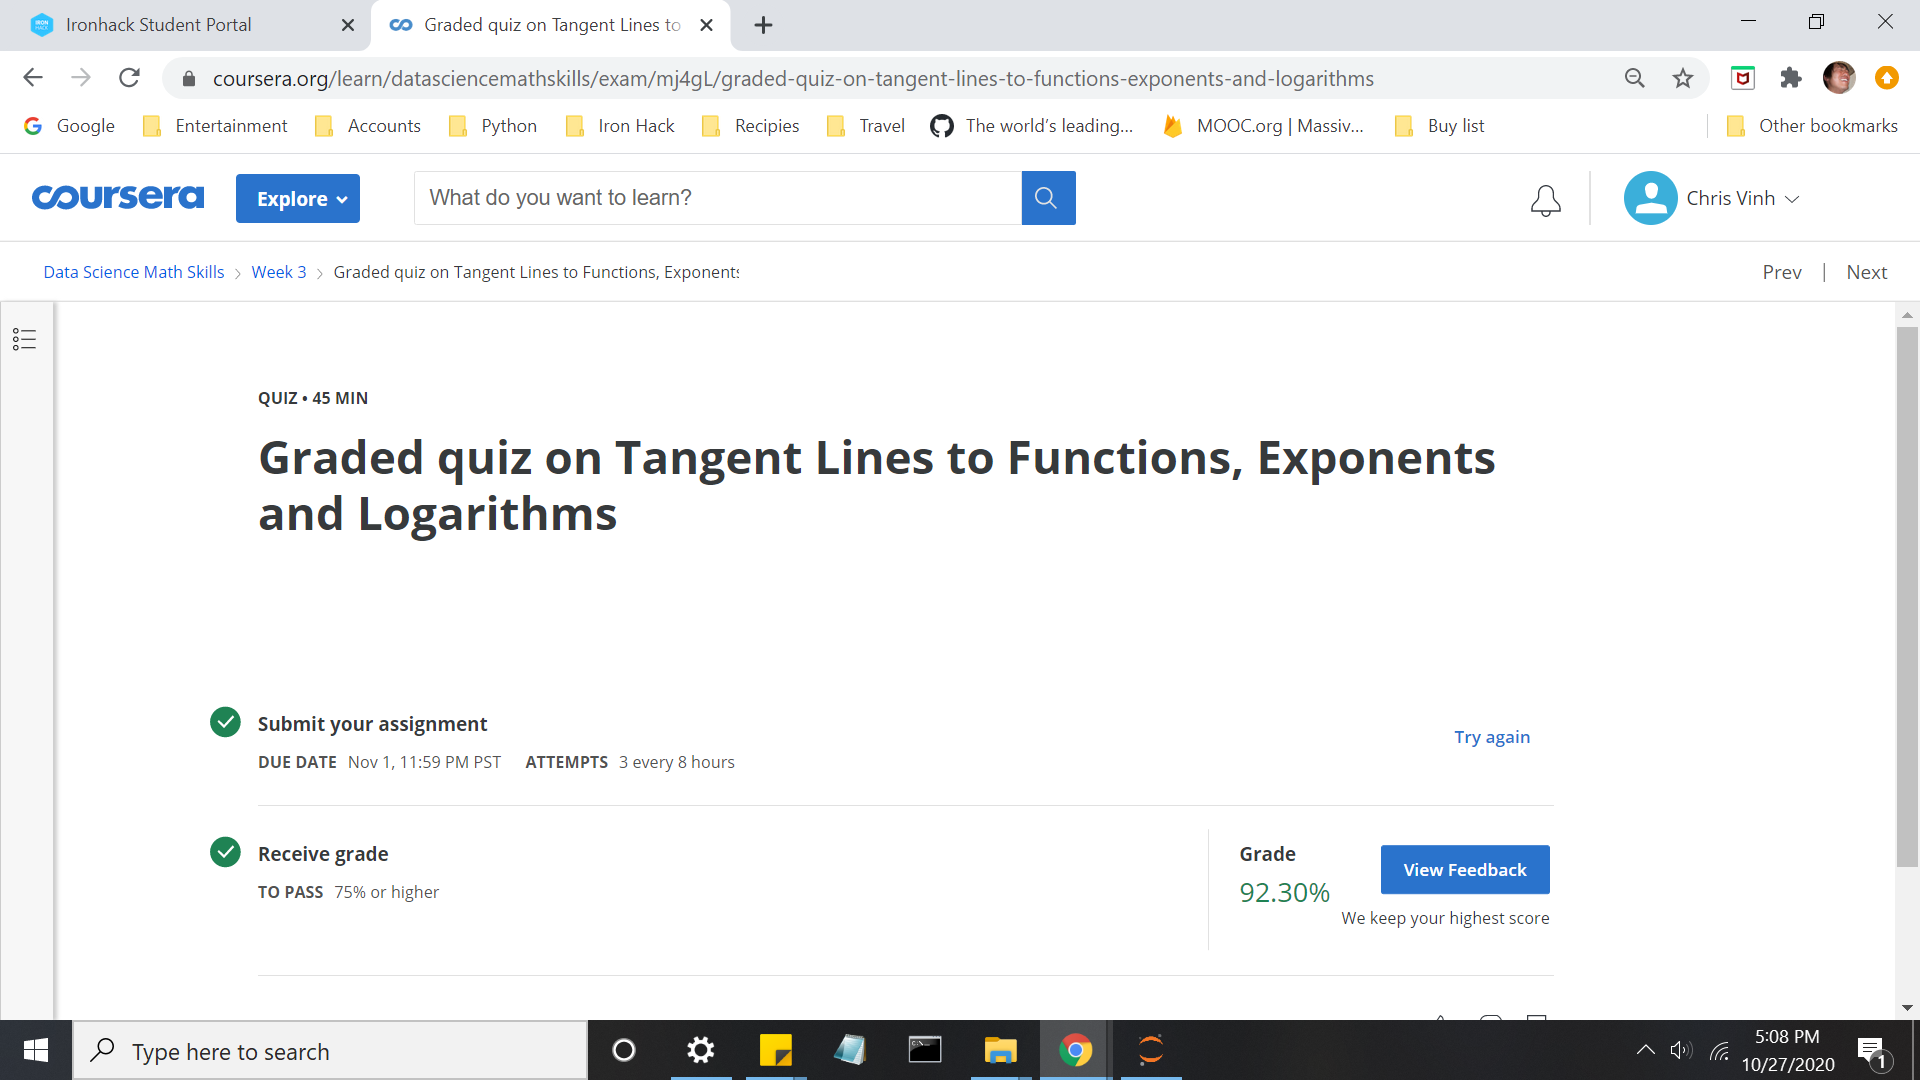 Ironhack Student Portal
Graded quiz on Tangent Lines to
coursera.org/learn/datasciencemathskills/exam/mj4gL/graded-quiz-on-tangent-lines-to-functions-exponents-and-logarithms
Google Entertainment Accounts Python Iron Hack Recipies Travel The world's leading... MOOC.org | Massiv... Buy list Other bookmarks
coursera Explore What do you want to learn? Chris Vinh
Data Science Math Skills > Week 3 > Graded quiz on Tangent Lines to Functions, Exponents Prev | Next
QUIZ • 45 MIN
Graded quiz on Tangent Lines to Functions, Exponents
and Logarithms
Submit your assignment
Try again
DUE DATE Nov 1, 11:59 PM PST ATTEMPTS 3 every 8 hours
Receive grade
TO PASS 75% or higher
Grade
92.30%
View Feedback
We keep your highest score
Type here to search
5:08 PM
10/27/2020
1